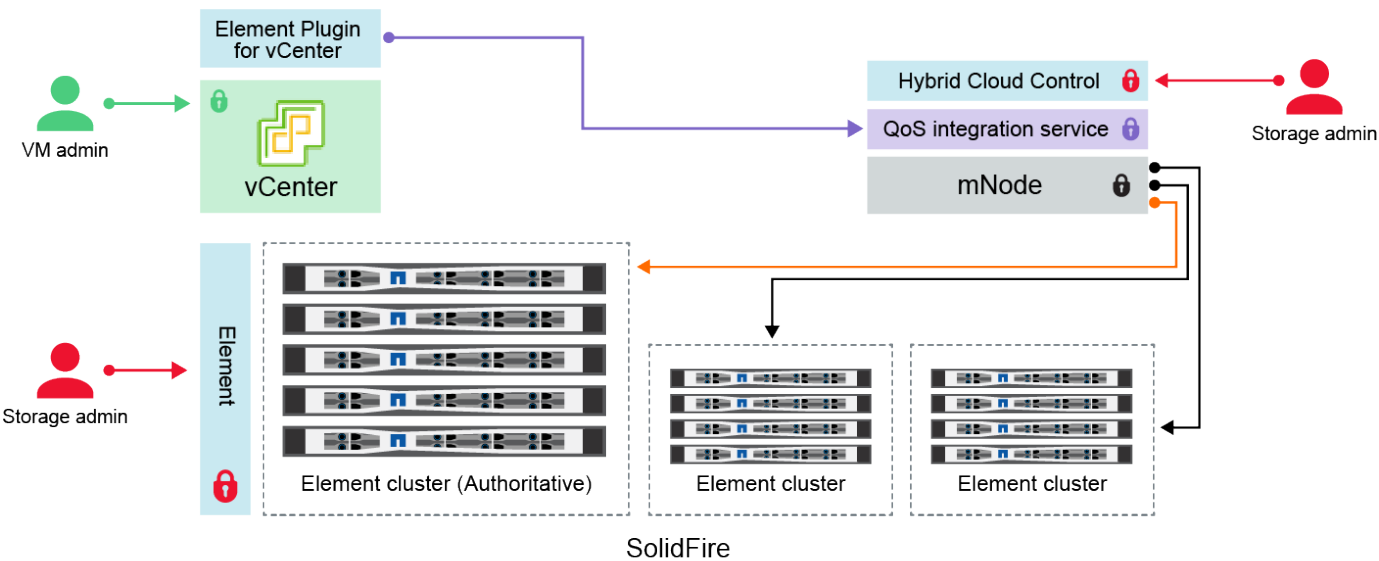 Element Plugin
for vCenter
VM admin
vCenter
Hybrid Cloud Control
QoS integration service
mNode
Storage admin
Storage admin
Element
Element cluster (Authoritative)
Element cluster
Element cluster
SolidFire